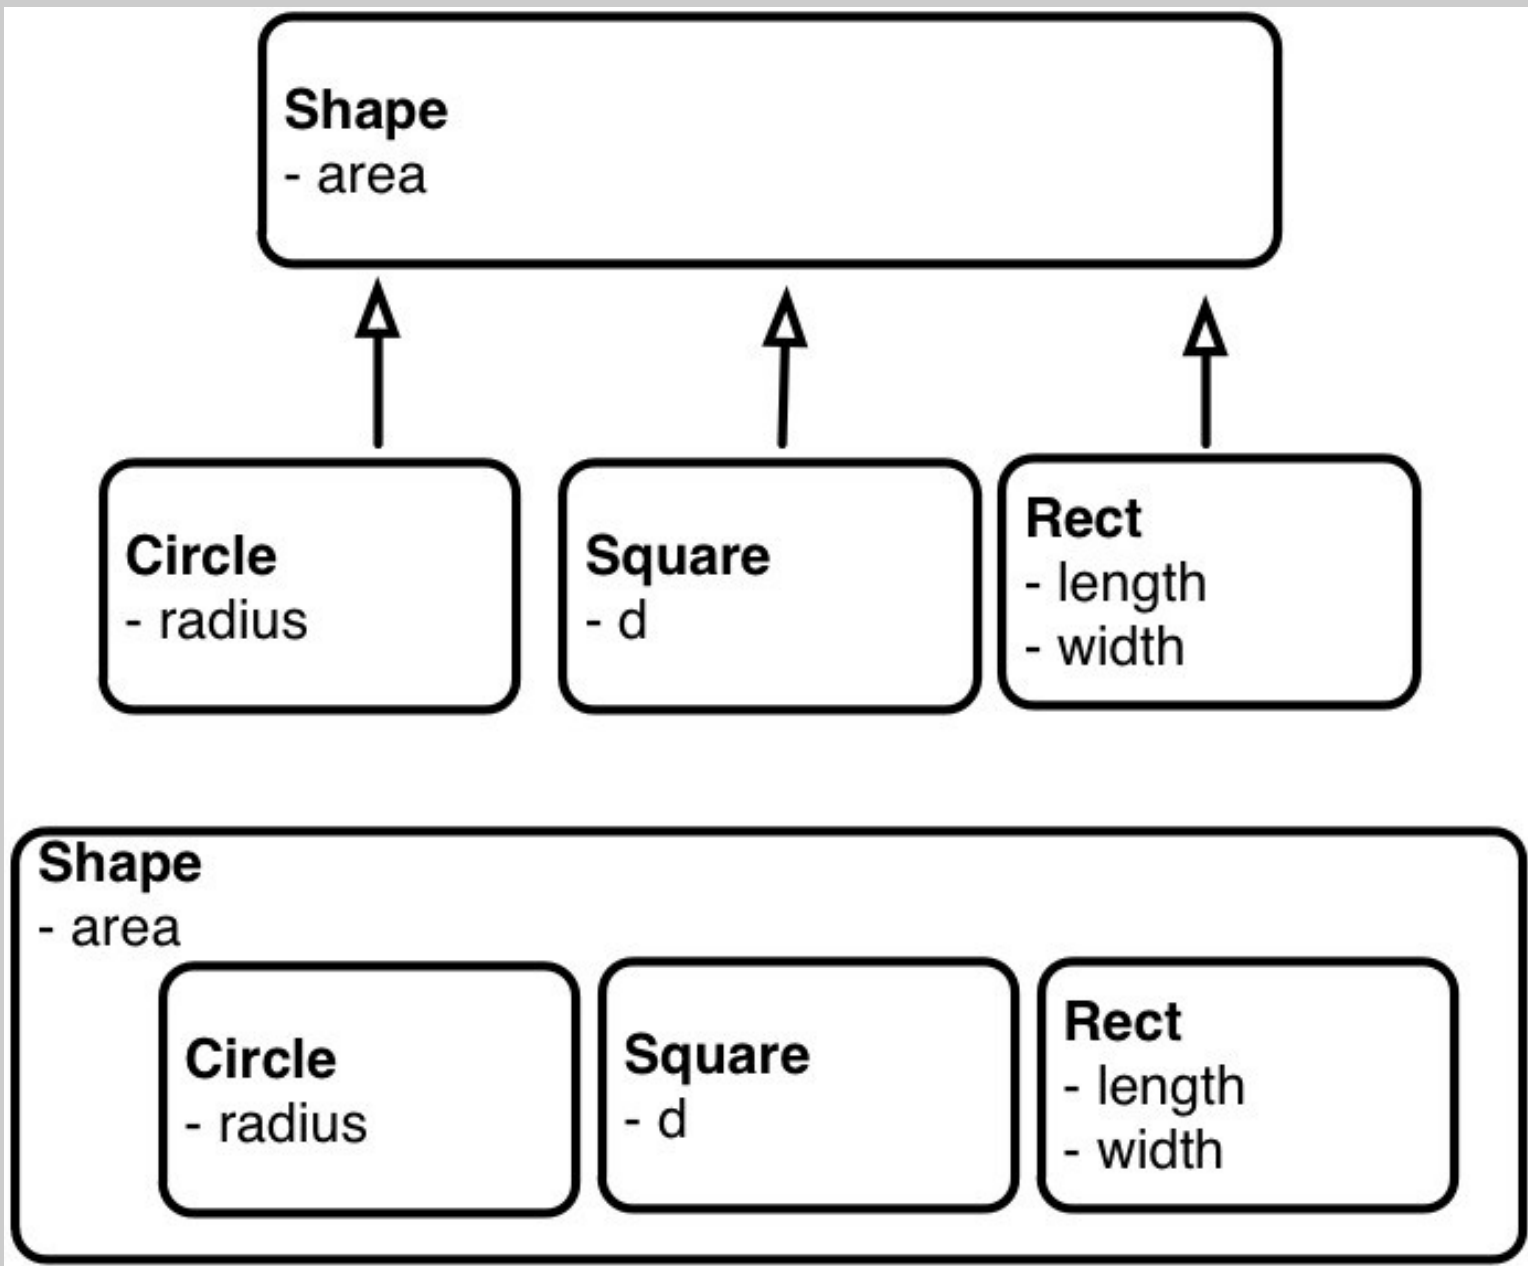 Shape
- area
Circle
- radius
Square
- d
Rect
- length
- width
Shape
- area
Circle
- radius
Square
- d
Rect
- length
- width